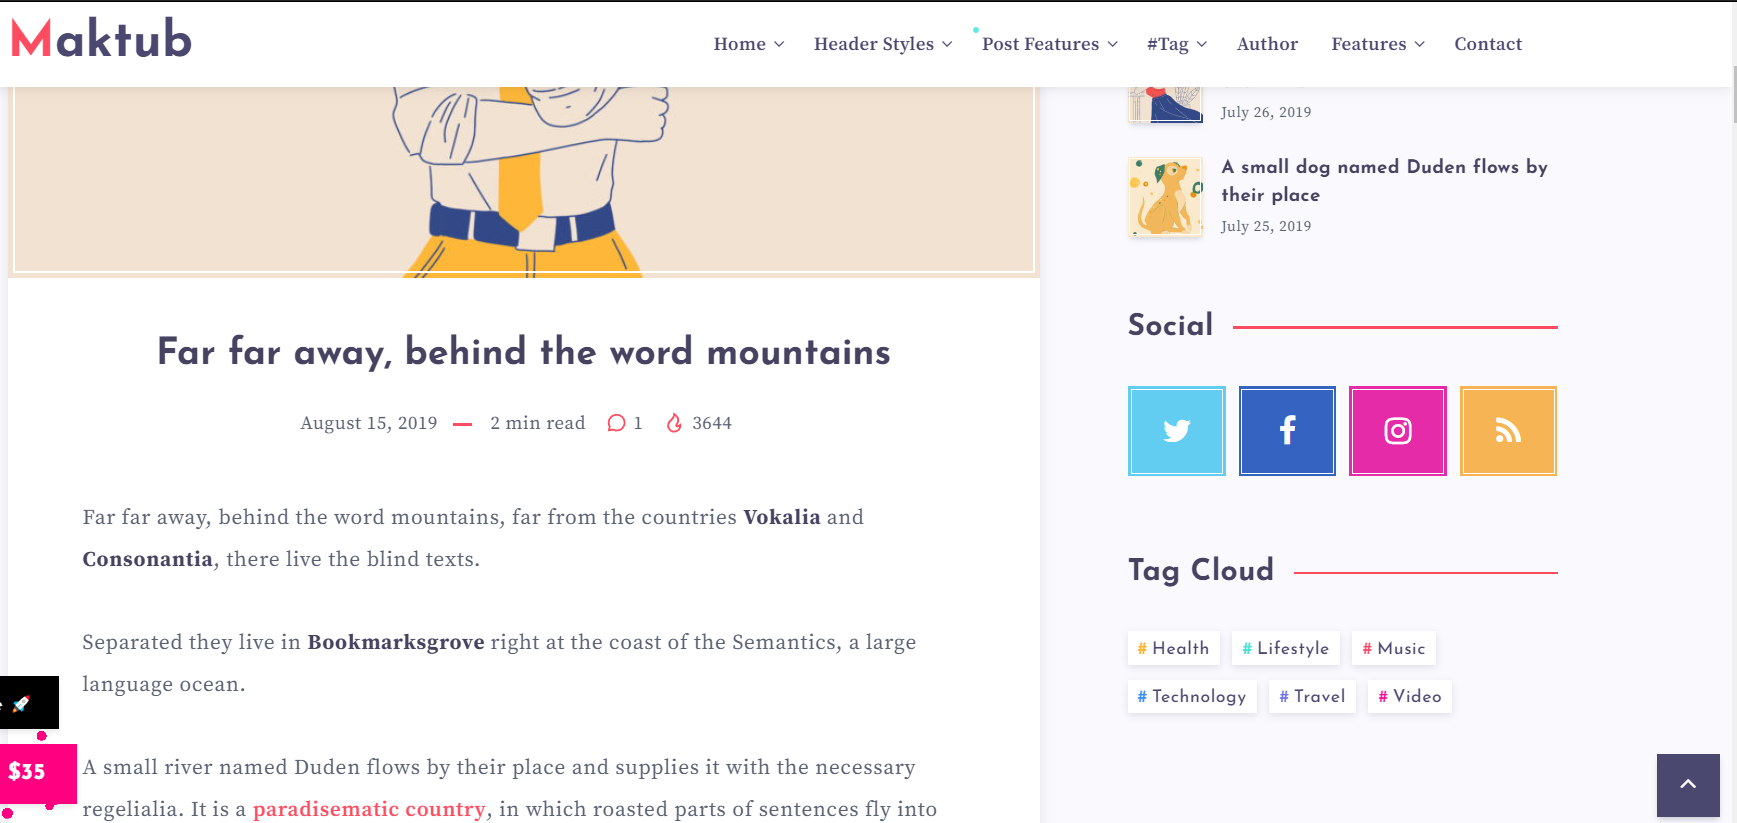 Maktub
Home
Header Styles
Post Features
#Tag
Author
Features
Contact
July 26, 2019
A small dog named Duden flows by
their place
July 25, 2019
Far far away, behind the word mountains
August 15, 2019
2 min read
1
3644
Far far away, behind the word mountains, far from the countries Vokalia and
Consonantia, there live the blind texts.
Separated they live in Bookmarksgrove right at the coast of the Semantics, a large
language ocean.
A small river named Duden flows by their place and supplies it with the necessary
regelialia. It is a paradisematic country, in which roasted parts of sentences fly into
Social
Tag Cloud
# Health
# Lifestyle
# Music
# Technology
# Travel
# Video
$35